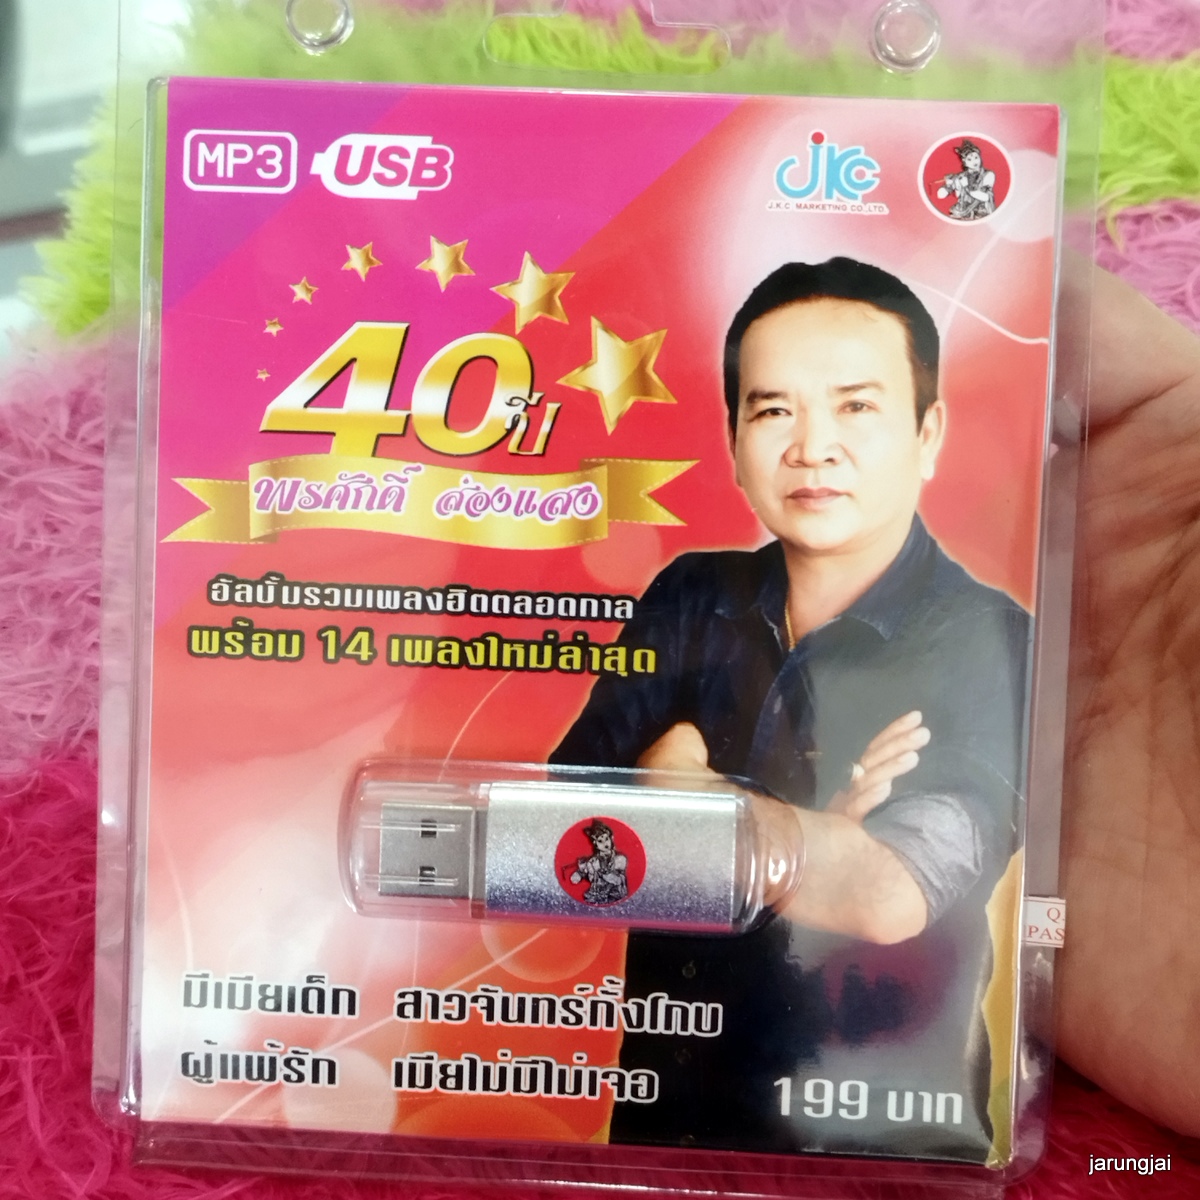 MP3 USB
JKC
J.K.C MARKETING CO.,LTD.
40 ปี
พรศักดิ์ ส่องแสง
อัลบั้มรวมเพลงฮิตตลอดกาล
พร้อม 14 เพลงใหม่ล่าสุด
มีเมียเด็ก สาวจันทร์กั้งโกบ
ผู้แพ้รัก เมียไม่มีไม่เจอ
199 บาท
jarungjai